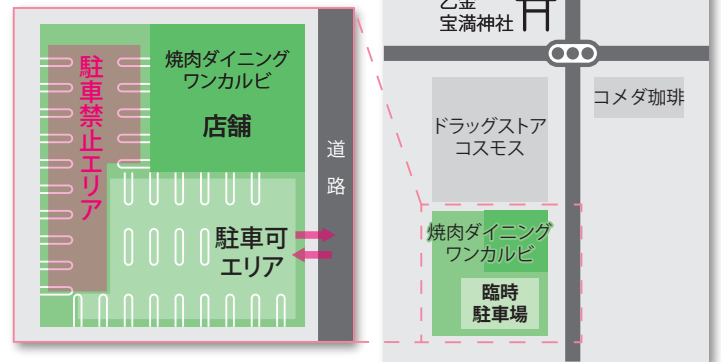 焼肉ダイニング
ワンカルビ
店舗
駐車禁止エリア
道路
駐車可
エリア
乙金
宝満神社
コメダ珈琲
ドラッグストア
コスモス
焼肉ダイニング
ワンカルビ
臨時
駐車場